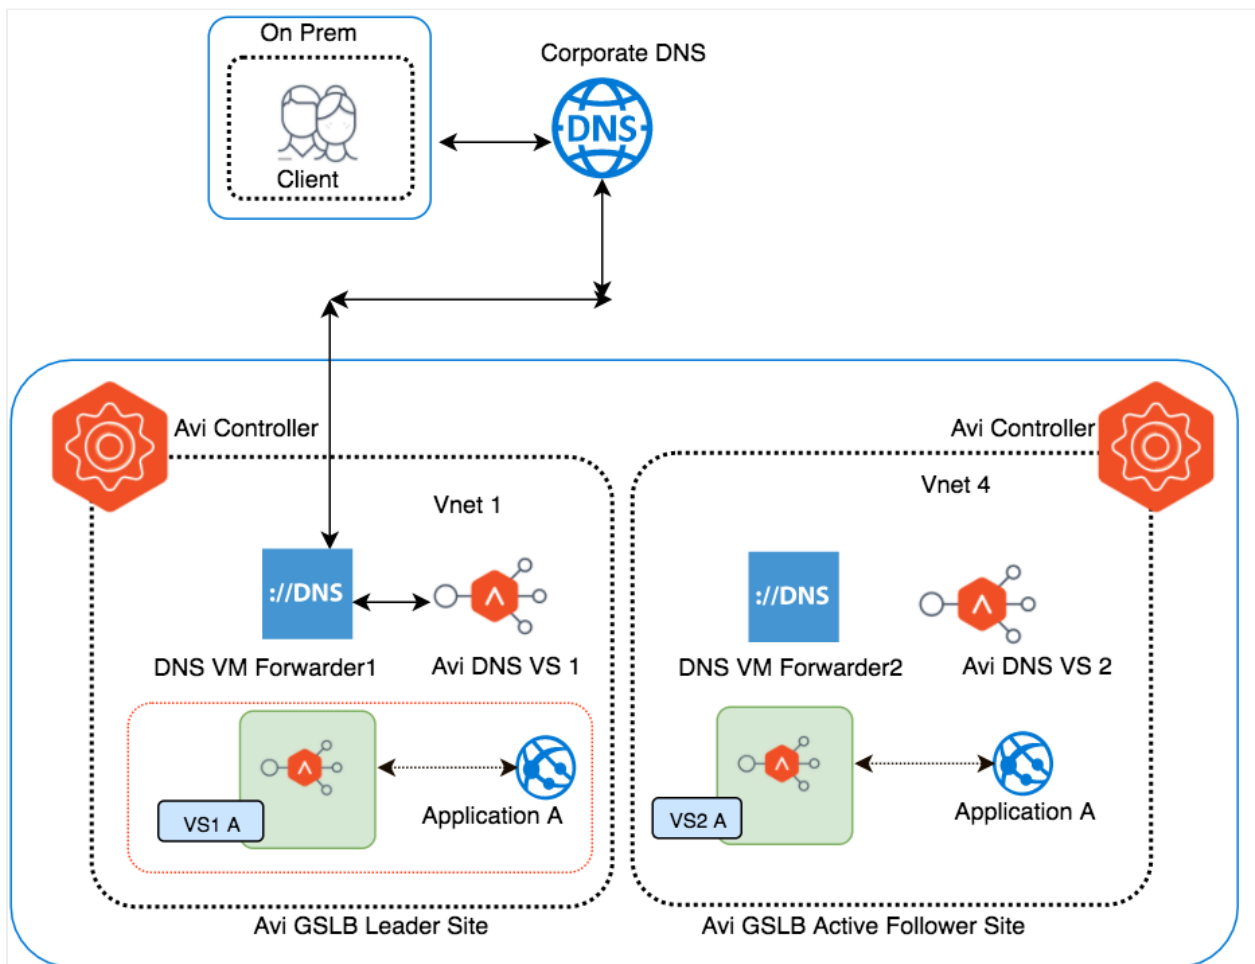 On Prem
Corporate DNS
DNS
Client
Avi Controller
Avi Controller
Vnet 1
Vnet 4
://DNS
://DNS
DNS VM Forwarder1
Avi DNS VS 1
DNS VM Forwarder2
Avi DNS VS 2
VS1 A
Application A
VS2 A
Application A
Avi GSLB Leader Site
Avi GSLB Active Follower Site